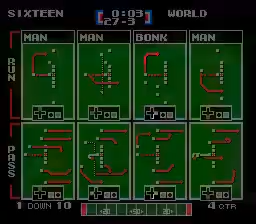 SIXTEEN 0:03 WORLD
27-3
MAN MAN BONK MAN
RUN
PASS
1 DOWN 10 4 QTR